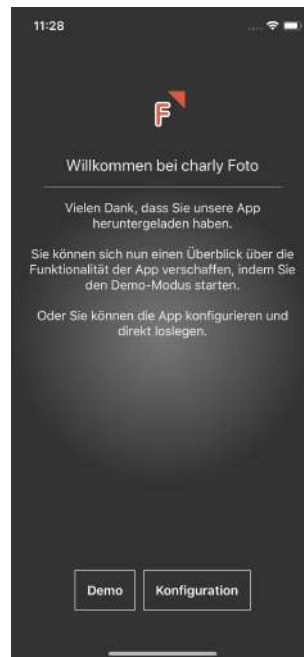 11:28
F
Willkommen bei charly Foto
Vielen Dank, dass Sie unsere App
heruntergeladen haben.
Sie können sich nun einen Überblick über die
Funktionalität der App verschaffen, indem Sie
den Demo-Modus starten.
Oder Sie können die App konfigurieren und
direkt loslegen.
Demo Konfiguration